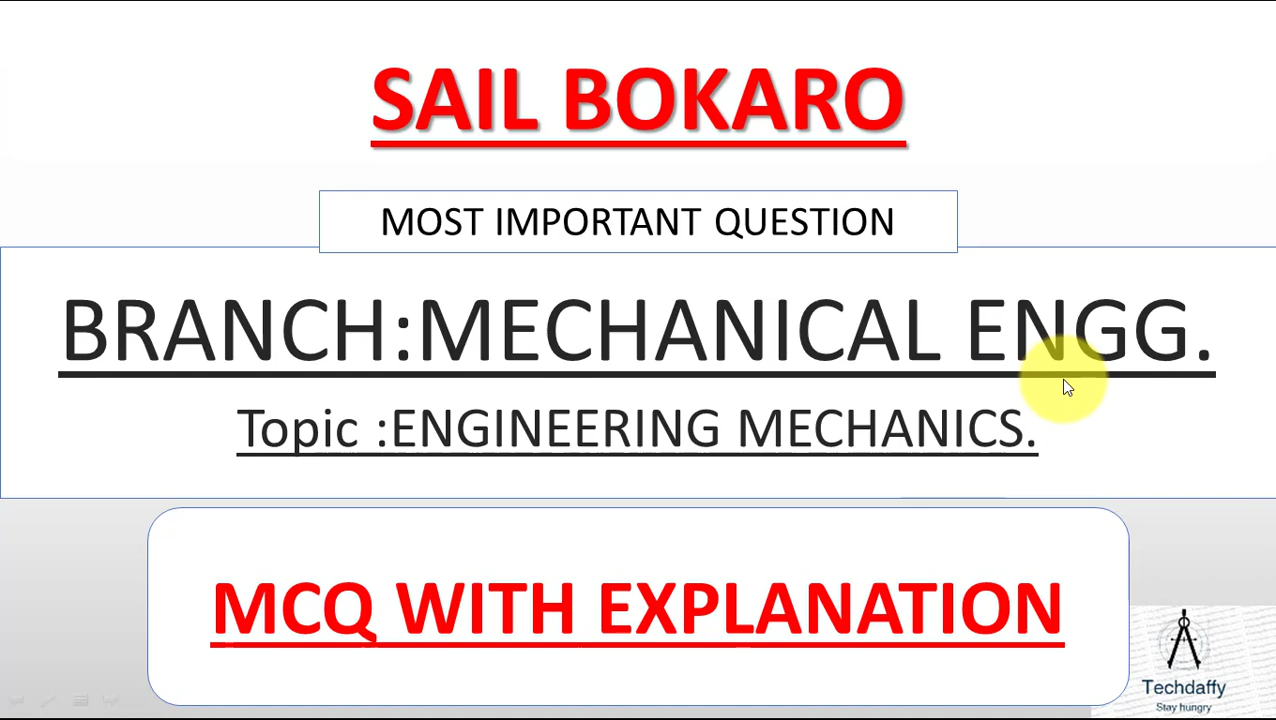 SAIL BOKARO
MOST IMPORTANT QUESTION
BRANCH:MECHANICAL ENGG.
Topic :ENGINEERING MECHANICS.
MCQ WITH EXPLANATION
Techdaffy
Stay hungry